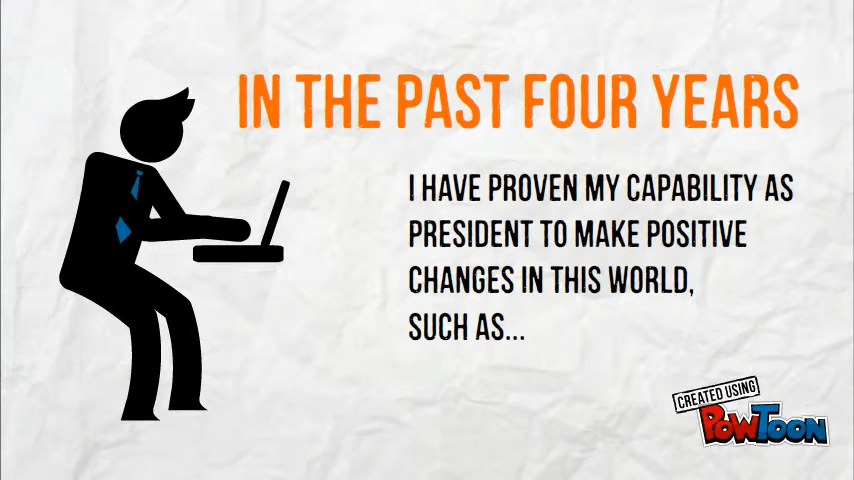 IN THE PAST FOUR YEARS
I HAVE PROVEN MY CAPABILITY AS
PRESIDENT TO MAKE POSITIVE
CHANGES IN THIS WORLD,
SUCH AS...
CREATED USING
POWTOON